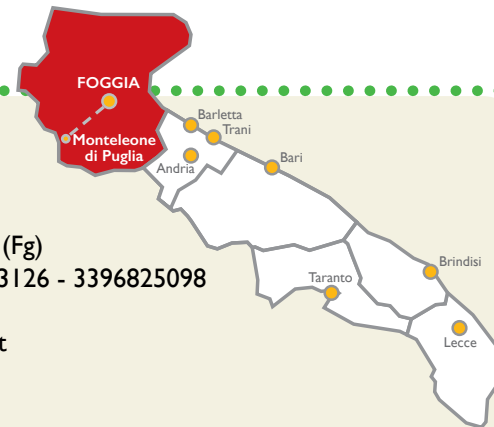 FOGGIA
Monteleone
di Puglia
Barletta
Trani
Andria
Bari
(Fg)
3126 - 3396825098
Taranto
Brindisi
t
Lecce